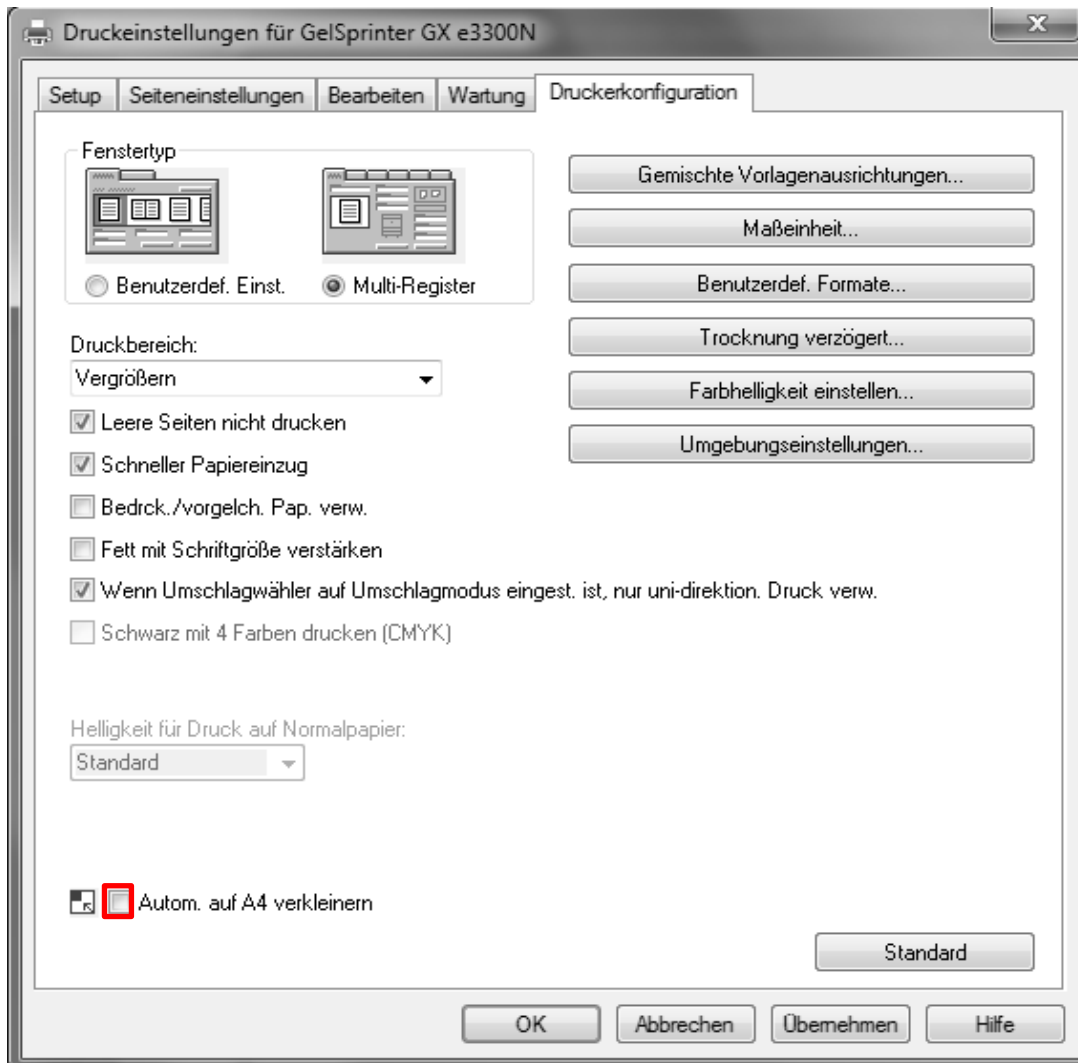 Druckeinstellungen für GelSprinter GX e3300N
Setup
Seiteneinstellungen
Bearbeiten
Wartung
Druckerkonfiguration
Fenstertyp
Benutzerdef. Einst.
Multi-Register
Druckbereich:
Vergrößern
Leere Seiten nicht drucken
Schneller Papiereinzug
Bedrck./vorgelch. Pap. verw.
Fett mit Schriftgröße verstärken
Wenn Umschlagwähler auf Umschlagmodus eingest. ist, nur uni-direktion. Druck verw.
Schwarz mit 4 Farben drucken (CMYK)
Helligkeit für Druck auf Normalpapier:
Standard
Autom. auf A4 verkleinern
Gemischte Vorlagenausrichtungen...
Maßeinheit...
Benutzerdef. Formate...
Trocknung verzögert...
Farbhelligkeit einstellen...
Umgebungseinstellungen...
Standard
OK
Abbrechen
Übernehmen
Hilfe